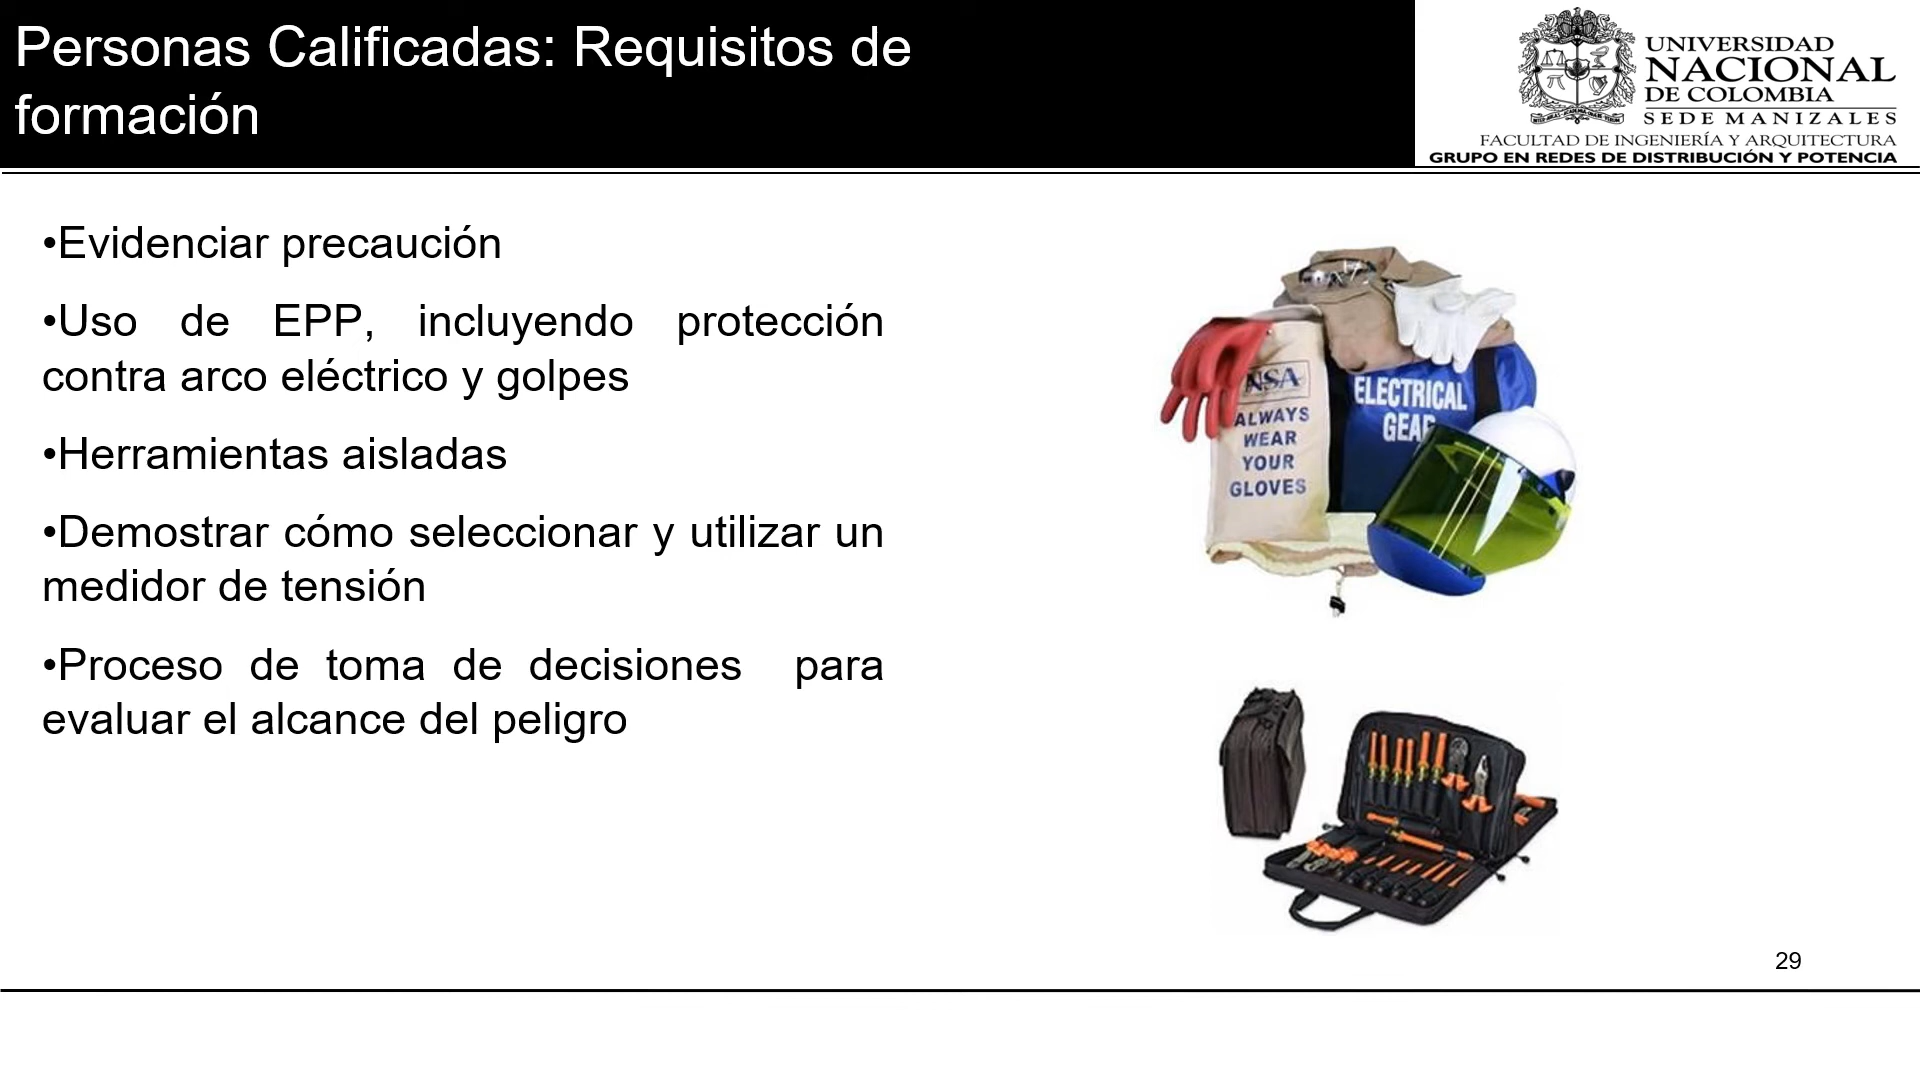 Personas Calificadas: Requisitos de
formación
UNIVERSIDAD
NACIONAL
DE COLOMBIA
SEDE MANIZALES
FACULTAD DE INGENIERÍA Y ARQUITECTURA
GRUPO EN REDES DE DISTRIBUCIÓN Y POTENCIA
•Evidenciar precaución
•Uso de EPP, incluyendo protección
contra arco eléctrico y golpes
•Herramientas aisladas
•Demostrar cómo seleccionar y utilizar un
medidor de tensión
•Proceso de toma de decisiones para
evaluar el alcance del peligro
NSA
ALWAYS
WEAR
YOUR
GLOVES
ELECTRICAL
GEAR
29